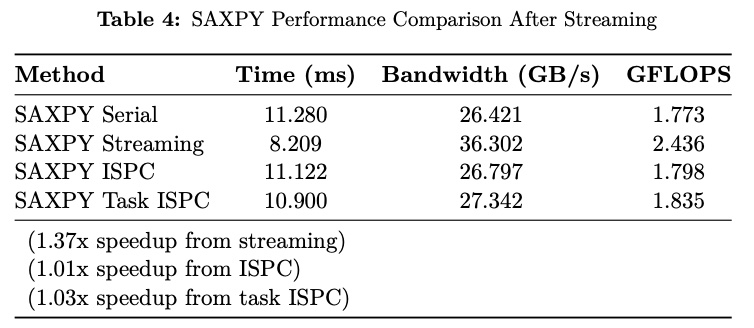 Table 4: SAXPY Performance Comparison After Streaming
Method Time (ms) Bandwidth (GB/s) GFLOPS
SAXPY Serial 11.280 26.421 1.773
SAXPY Streaming 8.209 36.302 2.436
SAXPY ISPC 11.122 26.797 1.798
SAXPY Task ISPC 10.900 27.342 1.835
(1.37x speedup from streaming)
(1.01x speedup from ISPC)
(1.03x speedup from task ISPC)